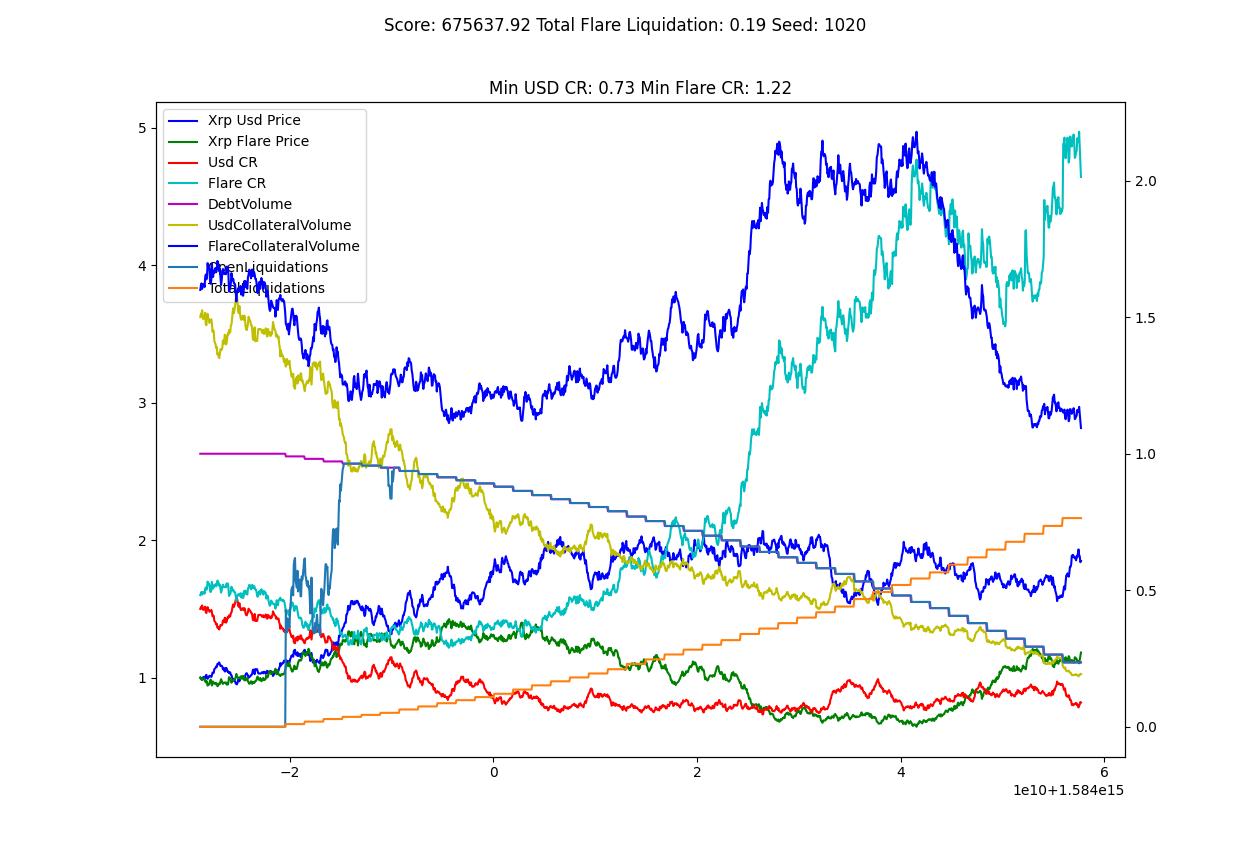 Score: 675637.92 Total Flare Liquidation: 0.19 Seed: 1020
Min USD CR: 0.73 Min Flare CR: 1.22
Xrp Usd Price
Xrp Flare Price
Usd CR
Flare CR
DebtVolume
UsdCollateralVolume
FlareCollateralVolume
OpenLiquidations
TotalLiquidations
5
4
3
2
1
2.0
1.5
1.0
0.5
0.0
−2
0
2
4
6
1e10+1.584e15